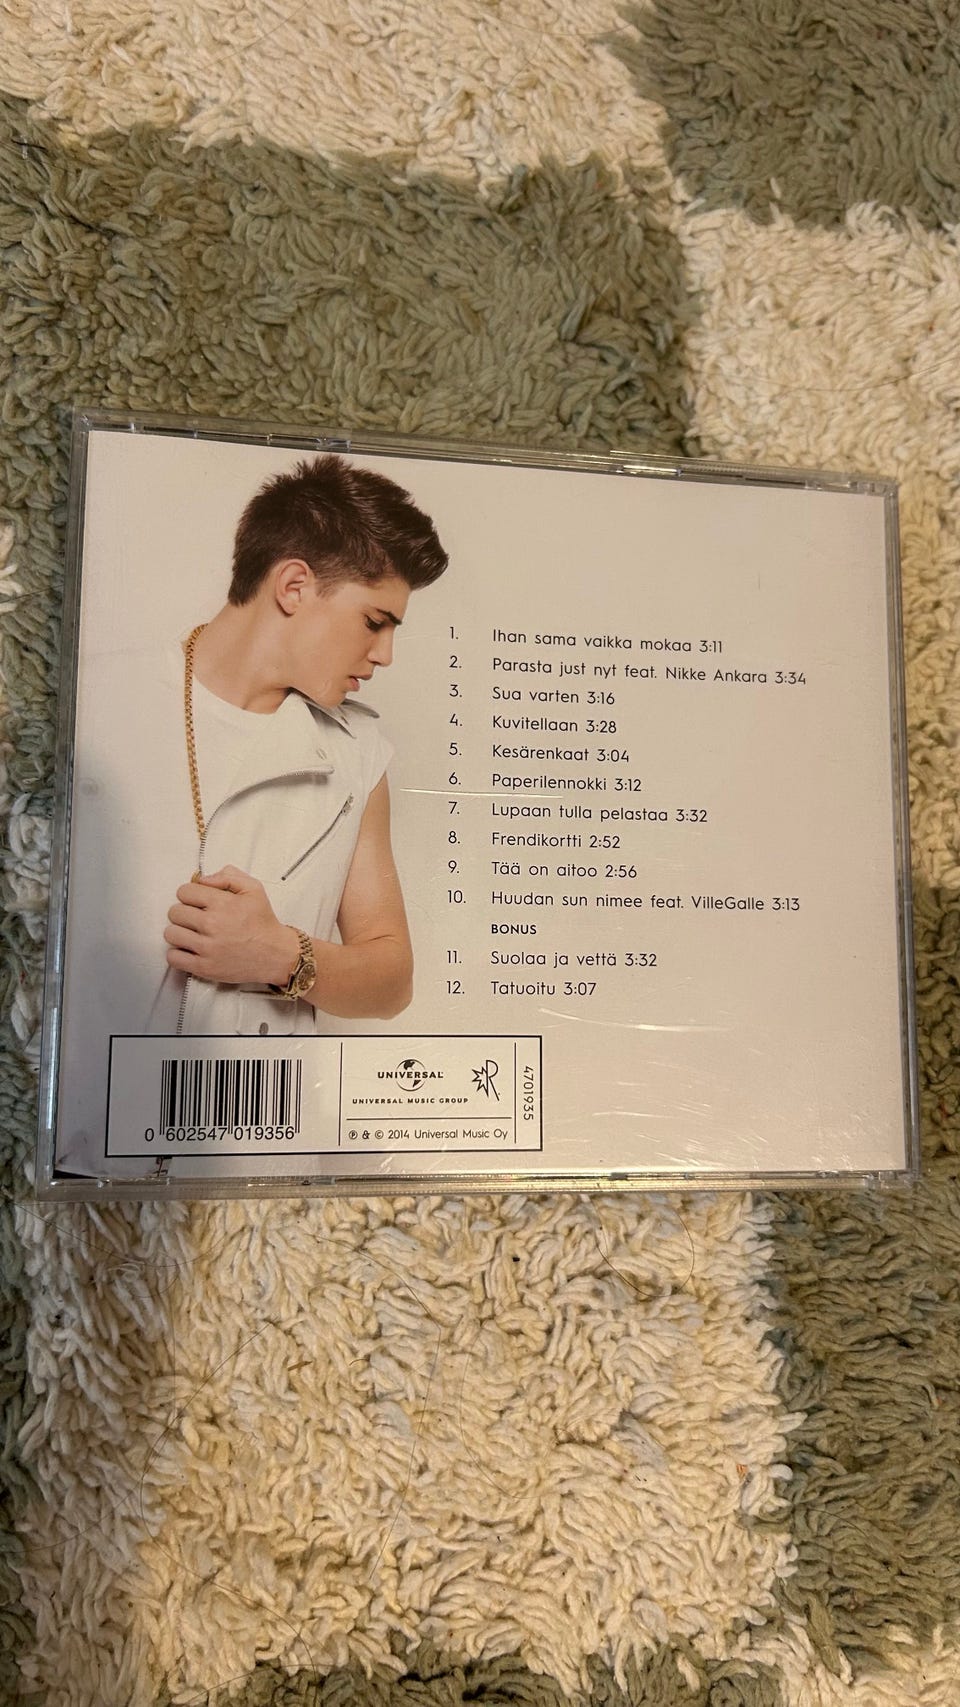 1. Ihan sama vaikka mokaa 3:11
2. Parasta just nyt feat. Nikke Ankara 3:34
3. Sua varten 3:16
4. Kuvitellaan 3:28
5. Kesärenkaat 3:04
6. Paperilennokki 3:12
7. Lupaan tulla pelastaa 3:32
8. Frendikortti 2:52
9. Tää on aitoo 2:56
10. Huudan sun nimee feat. VilleGalle 3:13
BONUS
11. Suolaa ja vettä 3:32
12. Tatuoitu 3:07
0 602547 019356
UNIVERSAL
UNIVERSAL MUSIC GROUP
R
℗ & © 2014 Universal Music Oy
4701935